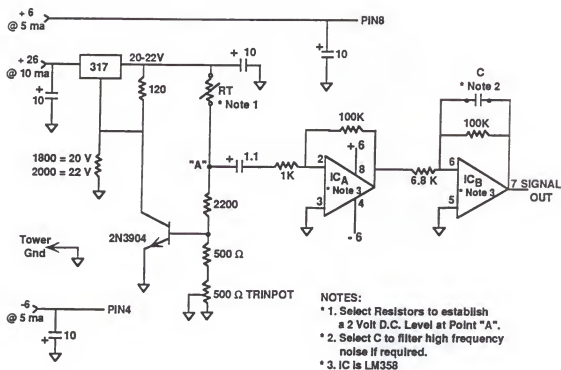 + 6
@ 5 ma
PIN8
+ 10
+ 26
@ 10 ma
317
20-22V
+ 10
+
10
120
RT
* Note 1
1800 = 20 V
2000 = 22 V
"A"
+ 1.1
1K
100K
+ 6
2
8
IC A
* Note 3
3
4
- 6
C
* Note 2
100K
6.8 K
6
IC B
* Note 3
5
7 SIGNAL
OUT
2200
2N3904
500 Ω
500 Ω TRINPOT
Tower
Gnd
-6
@ 5 ma
PIN4
+ 10
NOTES:
* 1. Select Resistors to establish
a 2 Volt D.C. Level at Point "A".
* 2. Select C to filter high frequency
noise if required.
* 3. IC is LM358